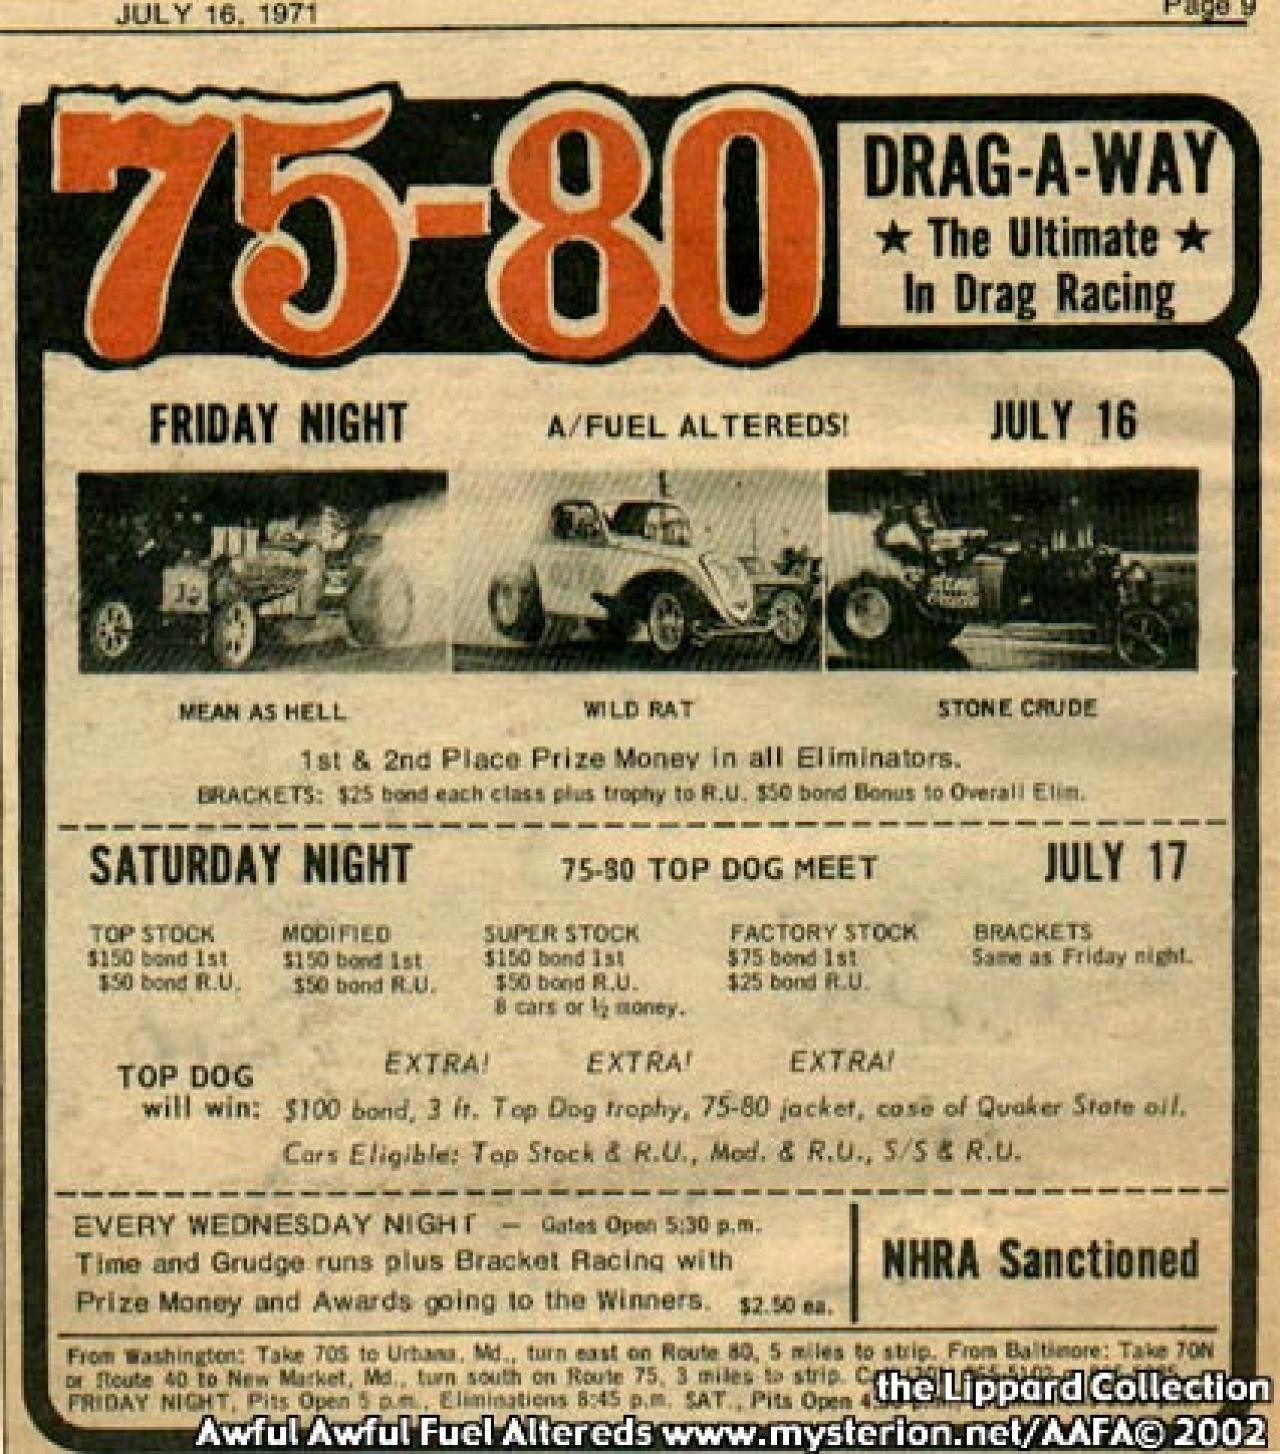 JULY 16, 1971 Page 9
75-80
DRAG-A-WAY
★ The Ultimate ★
In Drag Racing
FRIDAY NIGHT A/FUEL ALTEREDS! JULY 16
MEAN AS HELL WILD RAT STONE CRUDE
1st & 2nd Place Prize Money in all Eliminators.
BRACKETS: $25 bond each class plus trophy to R.U. $50 bond Bonus to Overall Elim.
SATURDAY NIGHT 75-80 TOP DOG MEET JULY 17
TOP STOCK MODIFIED SUPER STOCK FACTORY STOCK BRACKETS
$150 bond 1st $150 bond 1st $150 bond 1st $75 bond 1st Same as Friday night.
$50 bond R.U. $50 bond R.U. $50 bond R.U. $25 bond R.U.
8 cars or ½ money.
EXTRA! EXTRA! EXTRA!
TOP DOG
will win: $100 bond, 3 ft. Top Dog trophy, 75-80 jacket, case of Quaker State oil.
Cars Eligible: Top Stock & R.U., Mod. & R.U., S/S & R.U.
EVERY WEDNESDAY NIGHT — Gates Open 5:30 p.m.
Time and Grudge runs plus Bracket Racing with
Prize Money and Awards going to the Winners. $2.50 ea.
NHRA Sanctioned
From Washington: Take 70S to Urbana, Md., turn east on Route 80, 5 miles to strip. From Baltimore: Take 70N
or Route 40 to New Market, Md., turn south on Route 75, 3 miles to strip.
FRIDAY NIGHT, Pits Open 5 p.m., Eliminations 8:45 p.m. SAT., Pits Open
the Lippard Collection
Awful Awful Fuel Altereds www.mysterion.net/AAFA© 2002